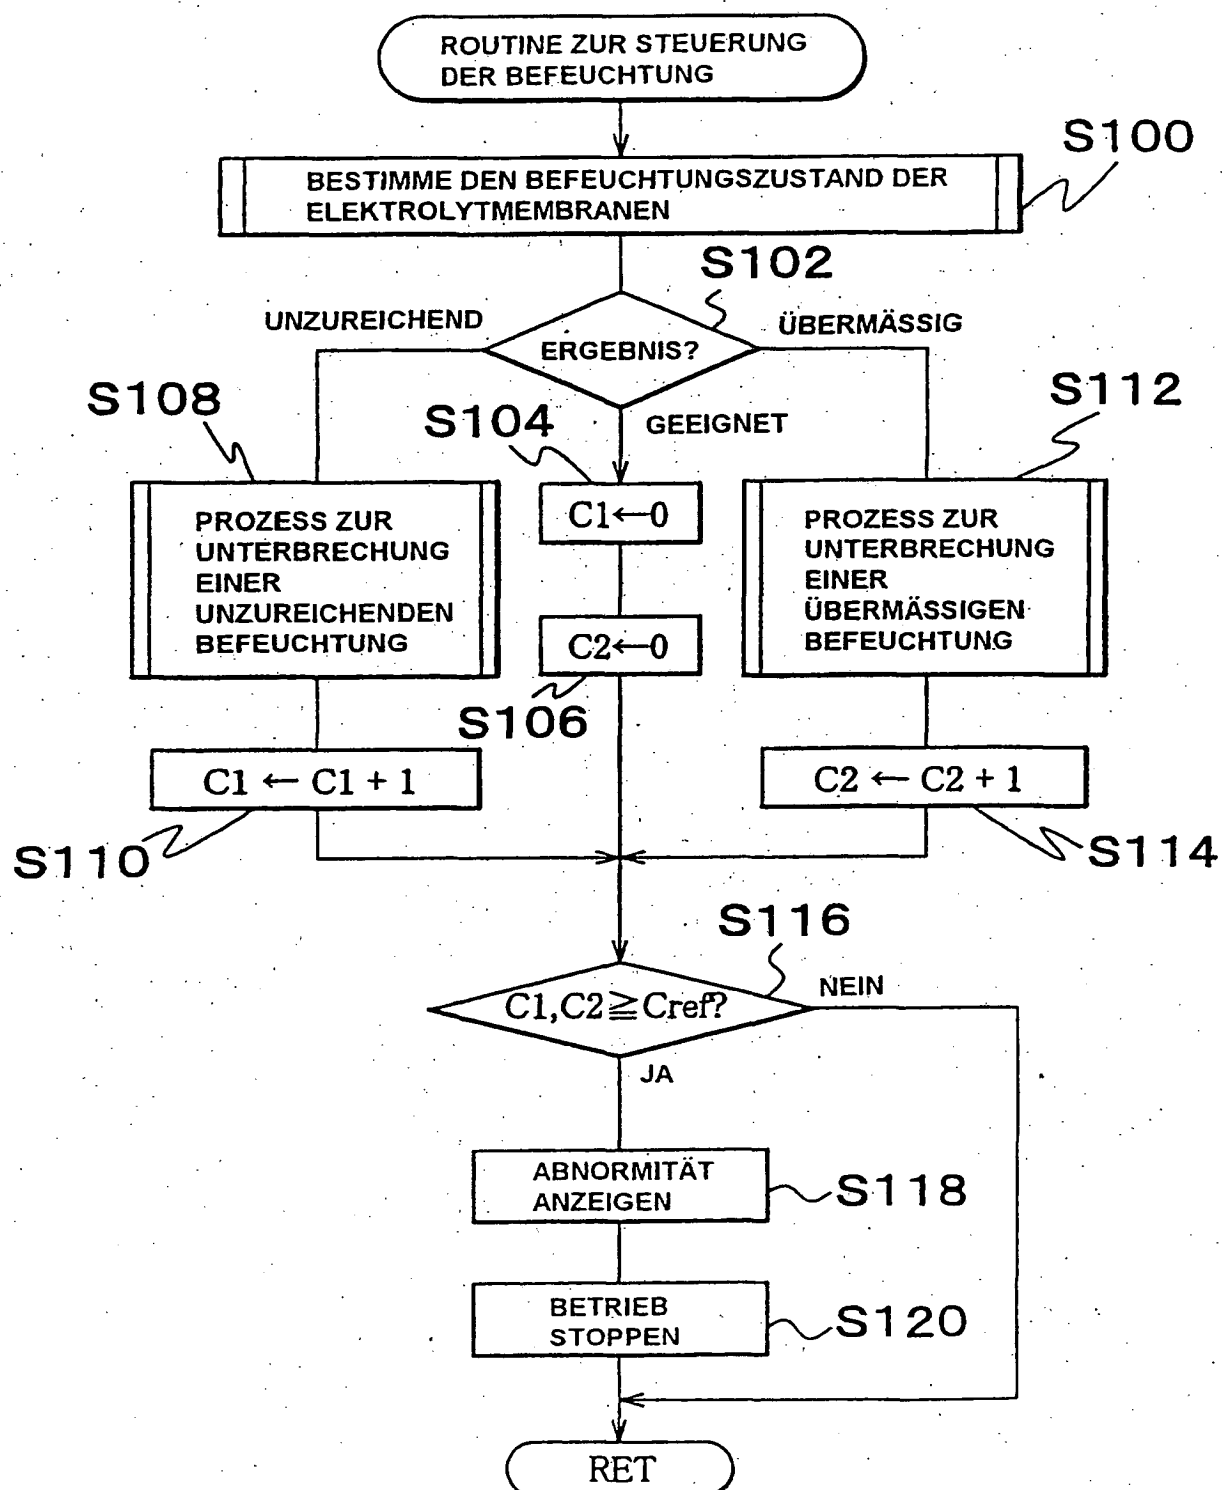 ROUTINE ZUR STEUERUNG
DER BEFEUCHTUNG
S100
BESTIMME DEN BEFEUCHTUNGSZUSTAND DER
ELEKTROLYTMEMBRANEN
S102
UNZUREICHEND
ÜBERMÄSSIG
ERGEBNIS?
S108
S104
GEEIGNET
S112
PROZESS ZUR
UNTERBRECHUNG
EINER
UNZUREICHENDEN
BEFEUCHTUNG
C1←0
C2←0
S106
PROZESS ZUR
UNTERBRECHUNG
EINER
ÜBERMÄSSIGEN
BEFEUCHTUNG
C1 ← C1 + 1
C2 ← C2 + 1
S110
S114
S116
C1,C2≧Cref?
NEIN
JA
ABNORMITÄT
ANZEIGEN
S118
BETRIEB
STOPPEN
S120
RET